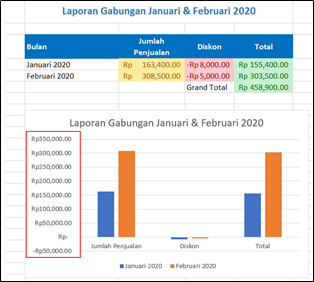 Laporan Gabungan Januari & Februari 2020
Bulan Jumlah Penjualan Diskon Total
Januari 2020 Rp 163,400.00 -Rp 8,000.00 Rp 155,400.00
Februari 2020 Rp 308,500.00 -Rp 5,000.00 Rp 303,500.00
Grand Total Rp 458,900.00
Laporan Gabungan Januari & Februari 2020
Rp350,000.00
Rp300,000.00
Rp250,000.00
Rp200,000.00
Rp150,000.00
Rp100,000.00
Rp50,000.00
Rp-
-Rp50,000.00
Jumlah Penjualan Diskon Total
Januari 2020 Februari 2020